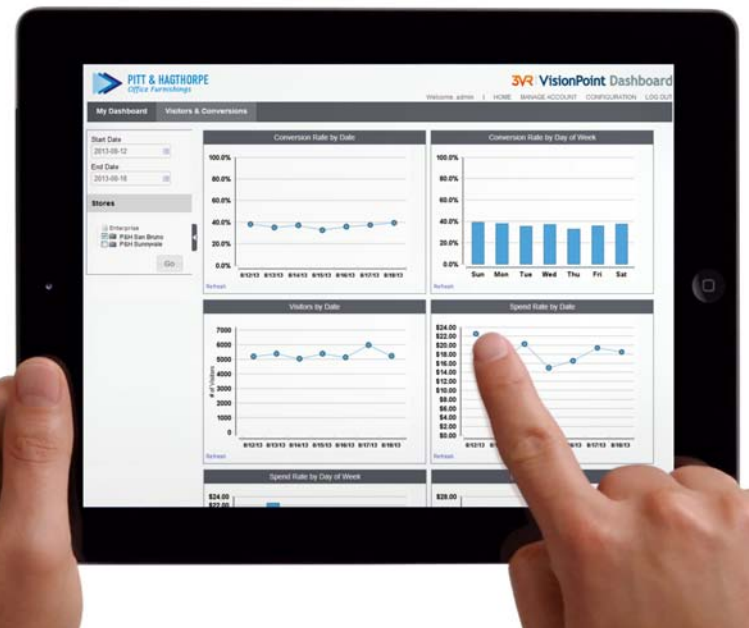 PITT & HAGTHORPE
Office Furnishings
3VR VisionPoint Dashboard
Welcome, admin | HOME MANAGE ACCOUNT CONFIGURATION LOG OUT
My Dashboard Visitors & Conversions
Start Date
2013-08-12
End Date
2013-08-18
Stores
Enterprise
P&H San Bruno
P&H Sunnyvale
Go
Conversion Rate by Date
100.0%
80.0%
60.0%
40.0%
20.0%
0.0%
8/12/13 8/13/13 8/14/13 8/15/13 8/16/13 8/17/13 8/18/13
Refresh
Conversion Rate by Day of Week
100.0%
80.0%
60.0%
40.0%
20.0%
0.0%
Sun Mon Tue Wed Thu Fri Sat
Refresh
Visitors by Date
# of Visitors
7000
6000
5000
4000
3000
2000
1000
0
8/12/13 8/13/13 8/14/13 8/15/13 8/16/13 8/17/13 8/18/13
Refresh
Spend Rate by Date
$24.00
$22.00
$20.00
$18.00
$16.00
$14.00
$12.00
$10.00
$8.00
$6.00
$4.00
$2.00
$0.00
8/12/13 8/13/13 8/17/13 8/18/13
Refresh
Spend Rate by Day of Week
$24.00
$22.00
$28.00